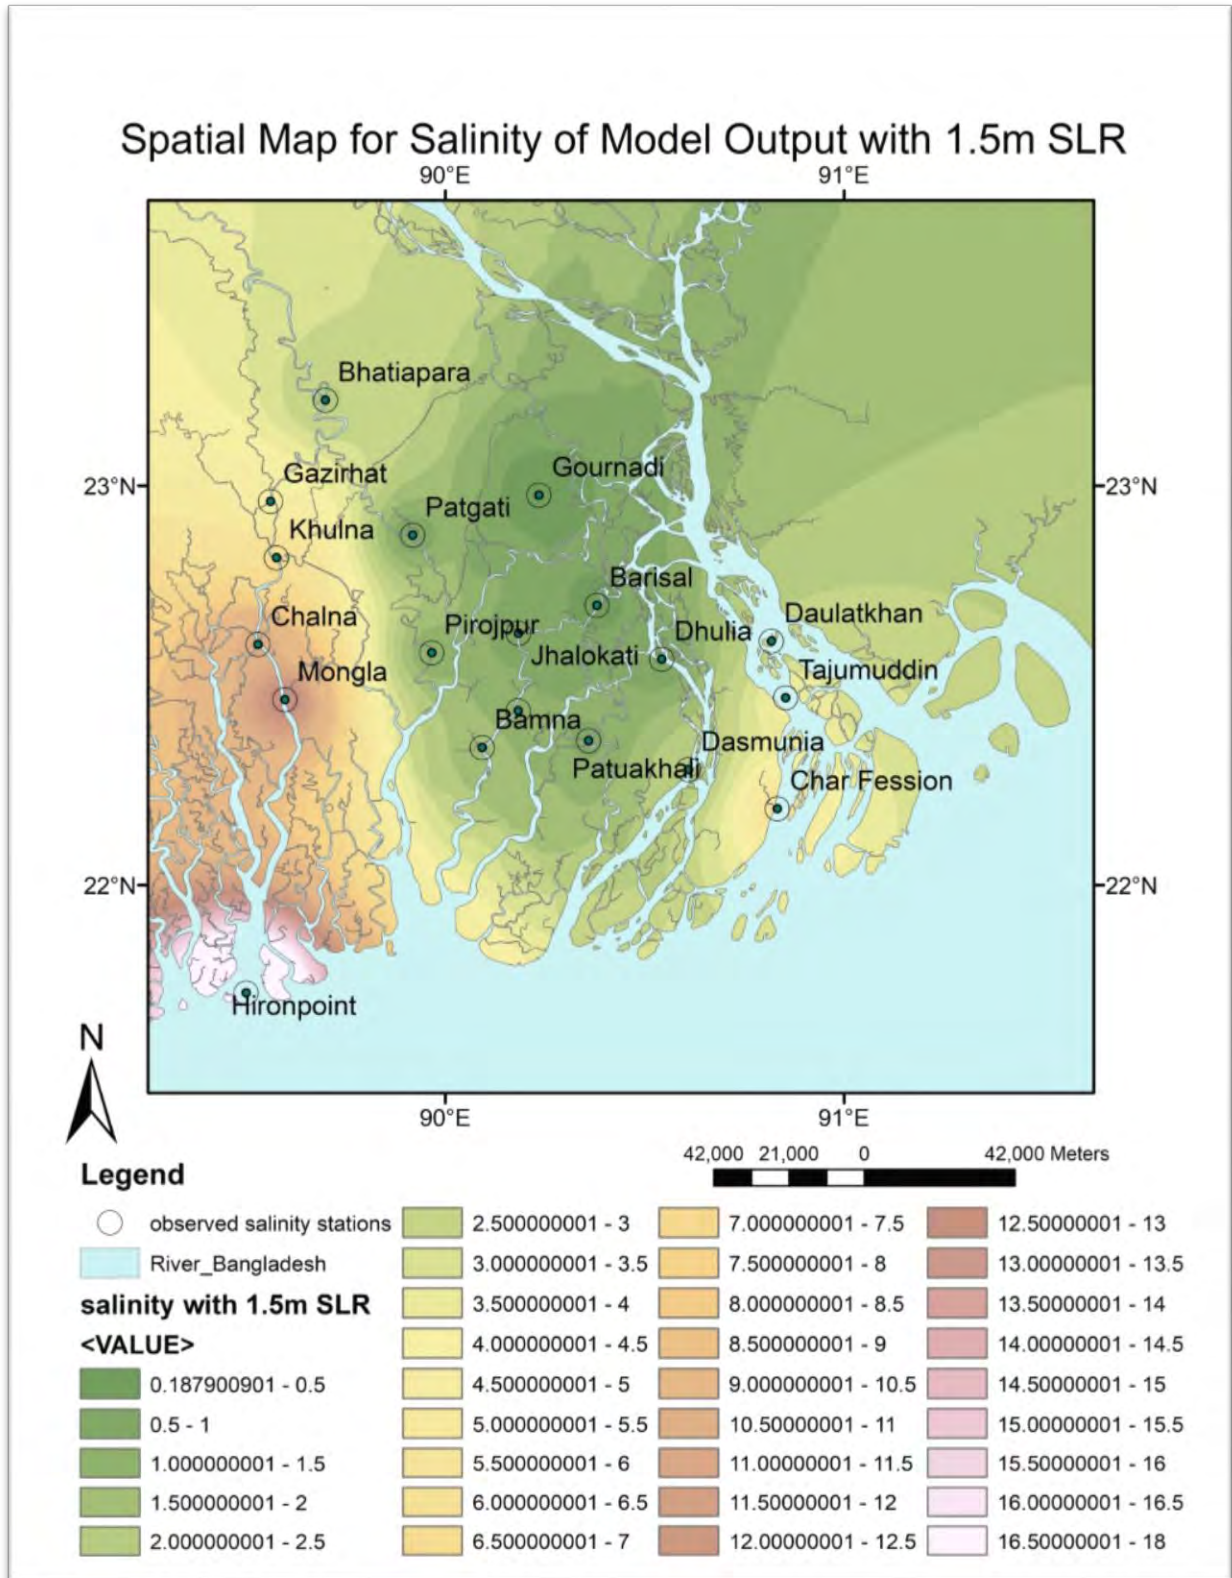 Spatial Map for Salinity of Model Output with 1.5m SLR
90°E 91°E
Bhatiapara
Gazirhat
Gournadi
23°N 23°N
Patgati
Khulna
Barisal
Chalna
Daulatkhan
Pirojpur
Dhulia
Jhalokati
Mongla
Tajumuddin
Bamna
Dasmunia
Patuakhali
Char Fession
22°N 22°N
Hironpoint
N
90°E 91°E
42,000 21,000 0 42,000 Meters
Legend
observed salinity stations
River_Bangladesh
salinity with 1.5m SLR
<VALUE>
0.187900901 - 0.5
0.5 - 1
1.000000001 - 1.5
1.500000001 - 2
2.000000001 - 2.5
2.500000001 - 3
3.000000001 - 3.5
3.500000001 - 4
4.000000001 - 4.5
4.500000001 - 5
5.000000001 - 5.5
5.500000001 - 6
6.000000001 - 6.5
6.500000001 - 7
7.000000001 - 7.5
7.500000001 - 8
8.000000001 - 8.5
8.500000001 - 9
9.000000001 - 10.5
10.50000001 - 11
11.00000001 - 11.5
11.50000001 - 12
12.00000001 - 12.5
12.50000001 - 13
13.00000001 - 13.5
13.50000001 - 14
14.00000001 - 14.5
14.50000001 - 15
15.00000001 - 15.5
15.50000001 - 16
16.00000001 - 16.5
16.50000001 - 18